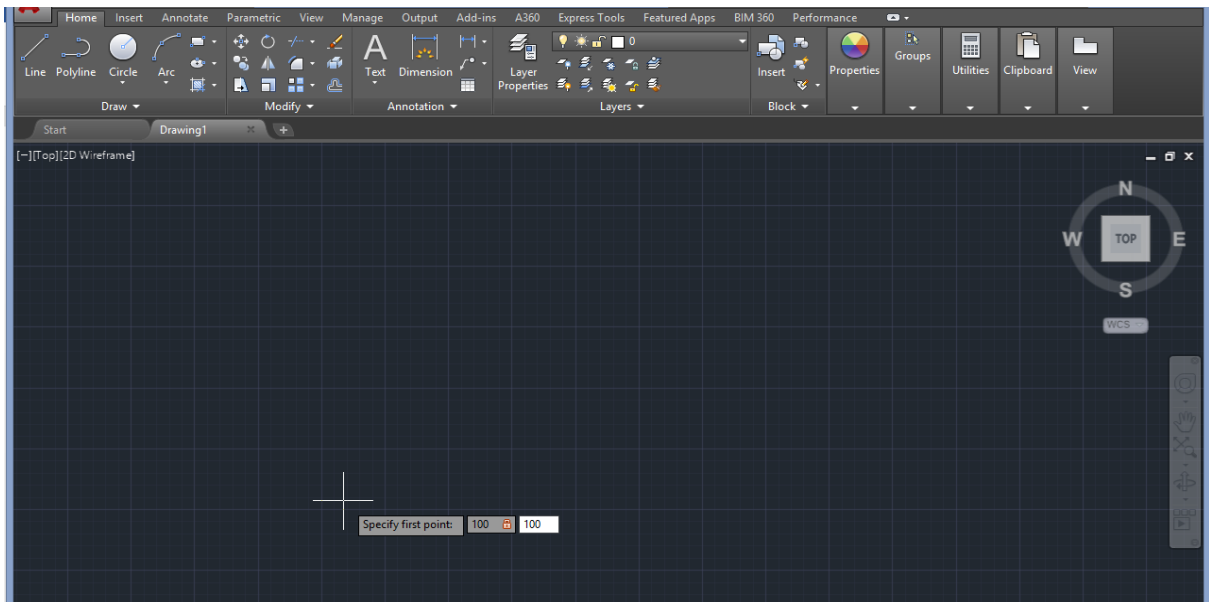 Home Insert Annotate Parametric View Manage Output Add-ins A360 Express Tools Featured Apps BIM 360 Performance
0
Line Polyline Circle Arc Text Dimension Layer Properties Insert Properties Groups Utilities Clipboard View
Draw Modify Annotation Layers Block
Start Drawing1
[−][Top][2D Wireframe]
N
W TOP E
S
WCS
Specify first point: 100 100